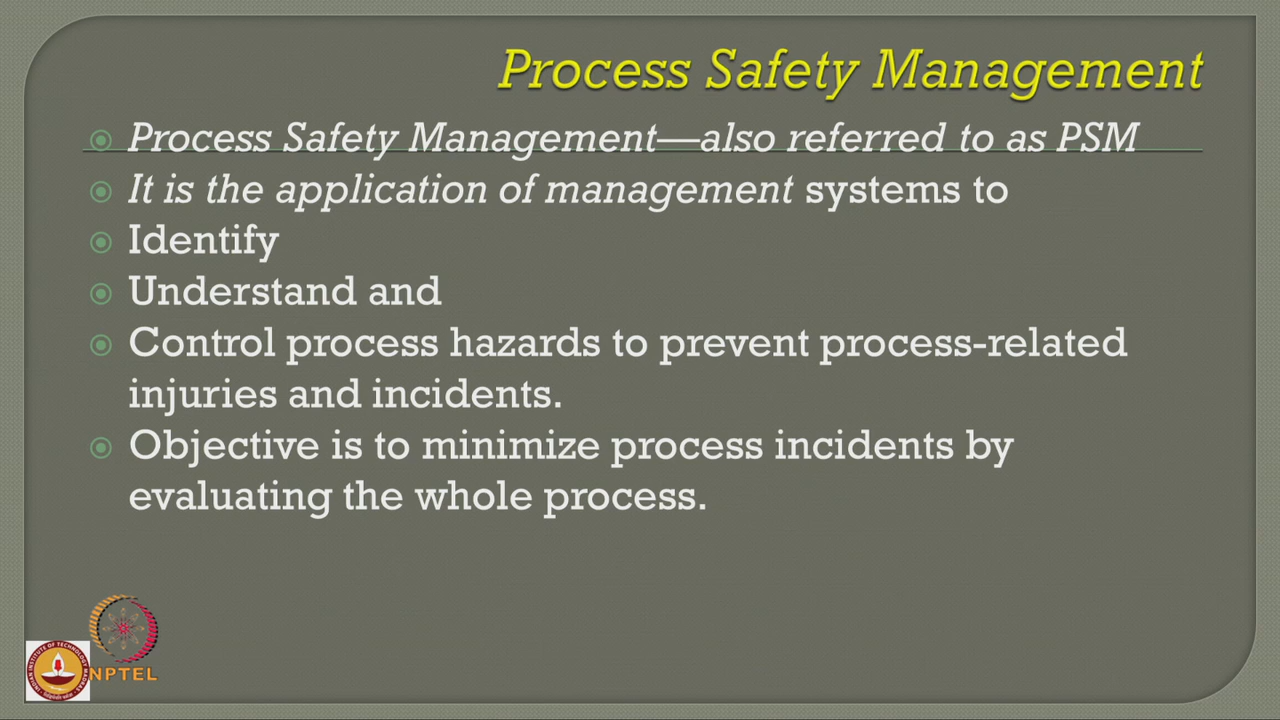 Process Safety Management
Process Safety Management—also referred to as PSM
It is the application of management systems to
Identify
Understand and
Control process hazards to prevent process-related
injuries and incidents.
Objective is to minimize process incidents by
evaluating the whole process.
NPTEL